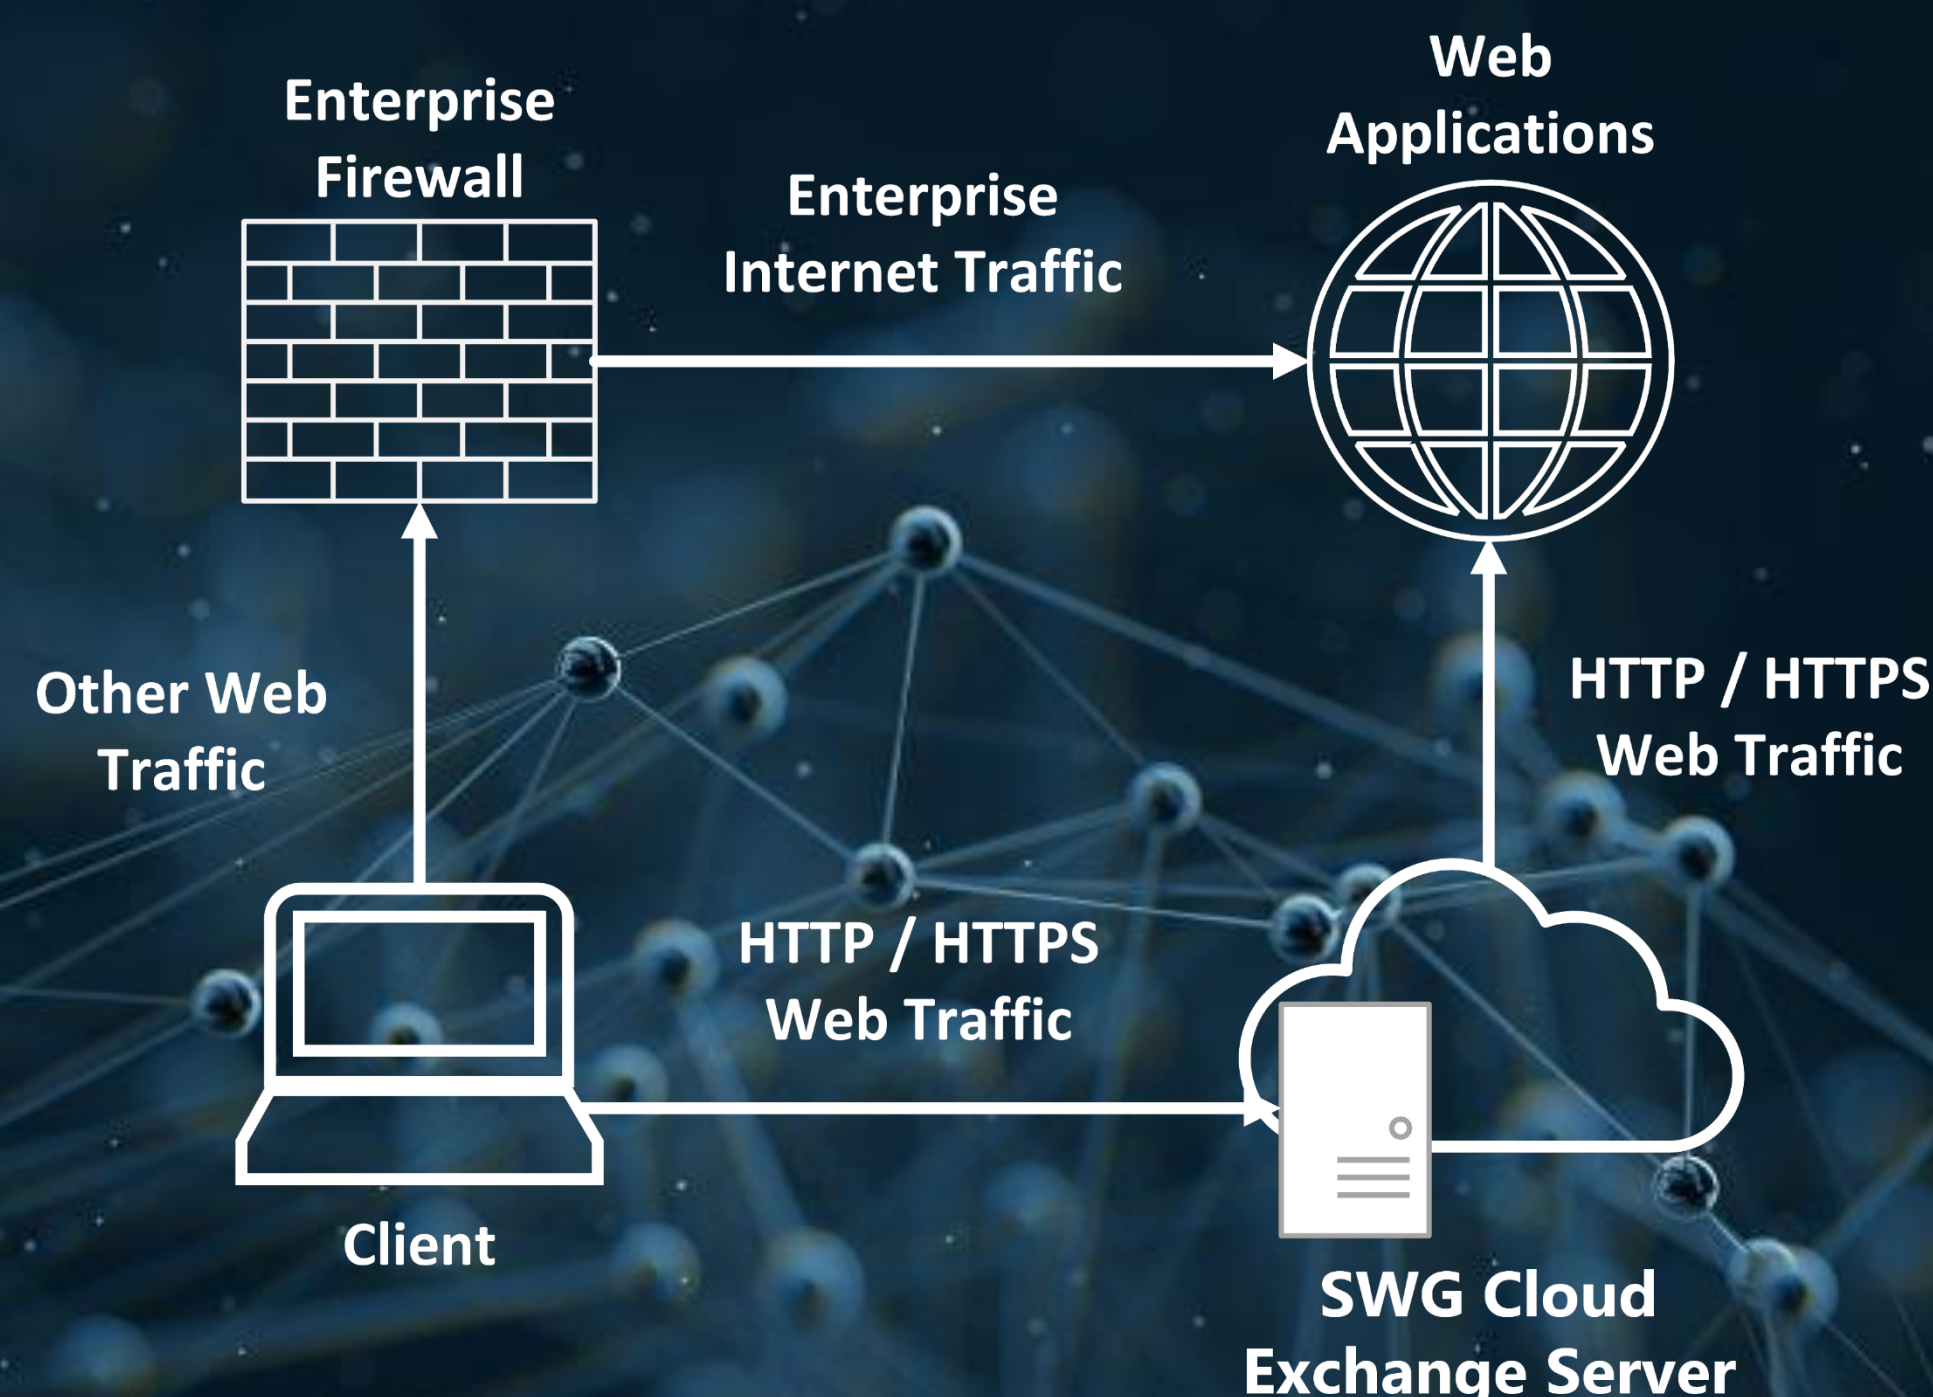 Web
Applications
Enterprise
Firewall
Enterprise
Internet Traffic
Other Web
Traffic
HTTP / HTTPS
Web Traffic
HTTP / HTTPS
Web Traffic
Client
SWG Cloud
Exchange Server